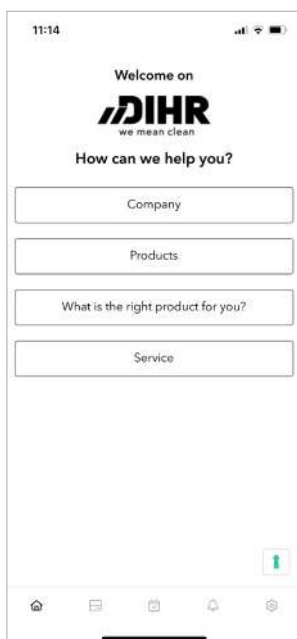 11:14
Welcome on
DIHR
we mean clean
How can we help you?
Company
Products
What is the right product for you?
Service